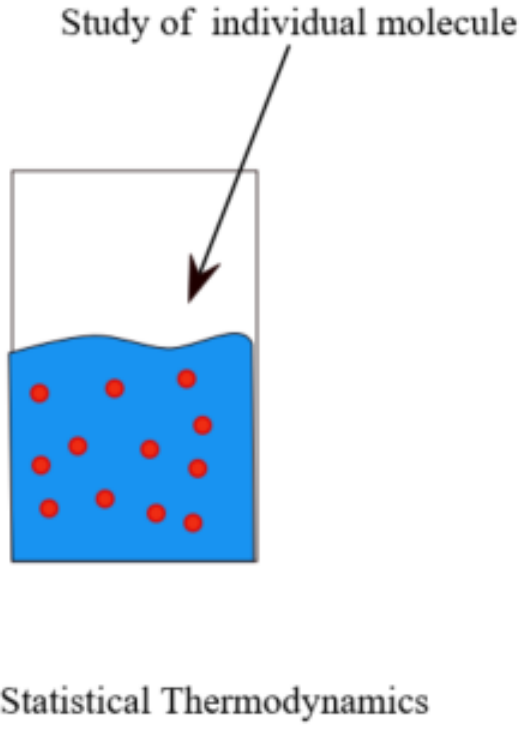 Study of individual molecule
Statistical Thermodynamics